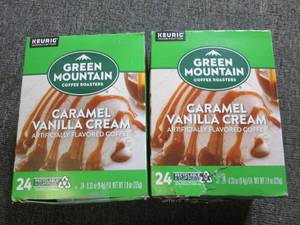 KEURIG
GREEN
MOUNTAIN
COFFEE ROASTERS
CARAMEL
VANILLA CREAM
ARTIFICIALLY FLAVORED COFFEE
24
KEURIG
GREEN
MOUNTAIN
COFFEE ROASTERS
CARAMEL
VANILLA CREAM
ARTIFICIALLY FLAVORED COFFEE
24